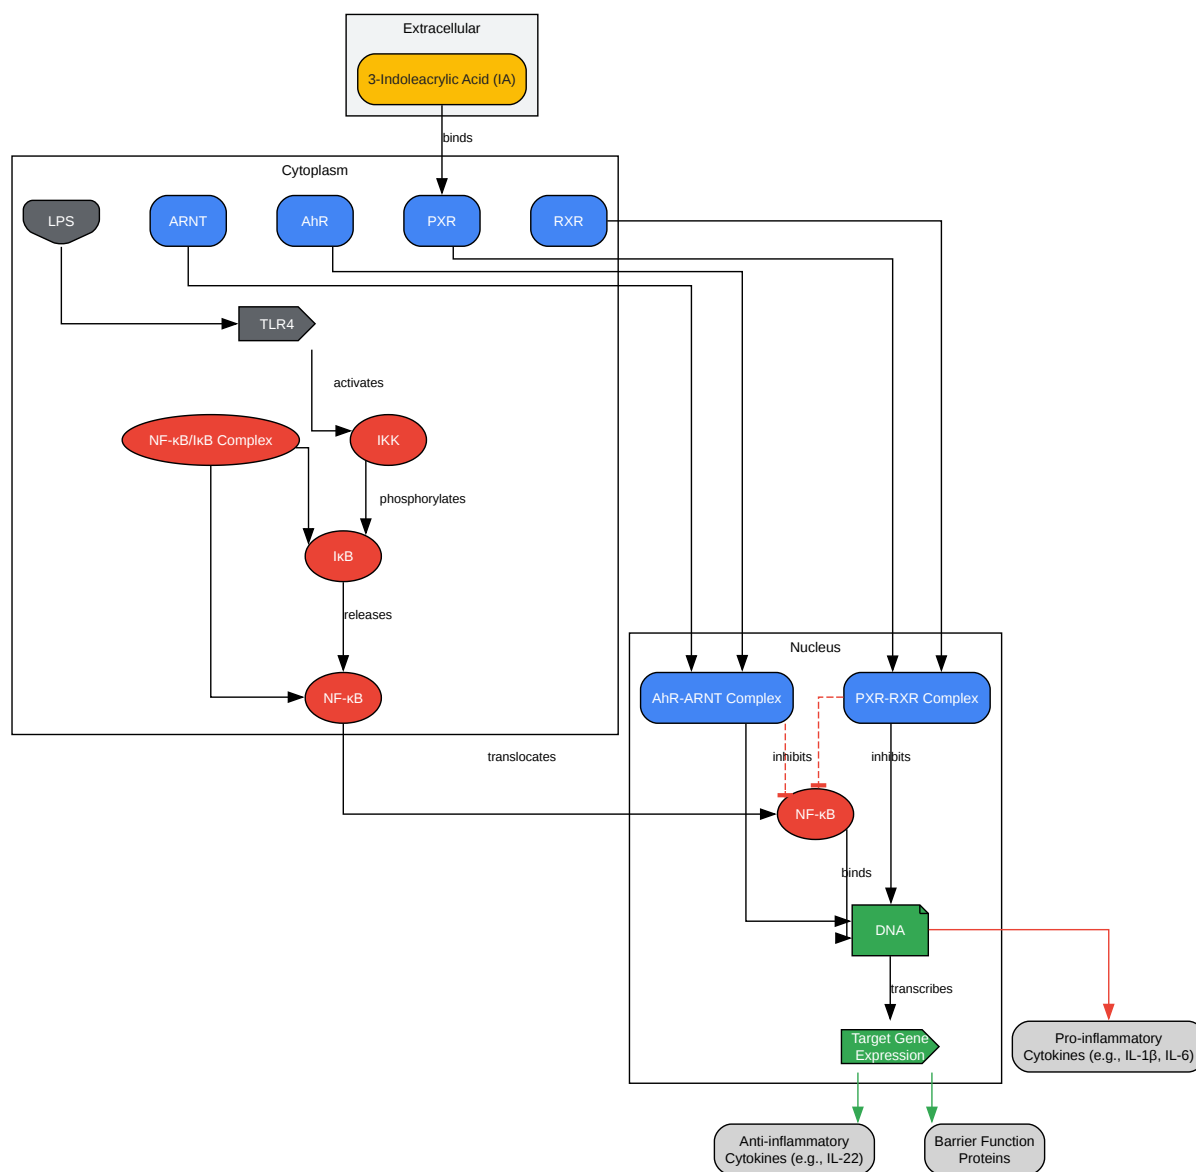 Extracellular
3-Indoleacrylic Acid (IA)
binds
Cytoplasm
LPS
ARNT
AhR
PXR
RXR
TLR4
activates
NF-κB/IκB Complex
IKK
phosphorylates
IκB
releases
NF-κB
translocates
Nucleus
AhR-ARNT Complex
PXR-RXR Complex
inhibits
inhibits
NF-κB
binds
DNA
transcribes
Target Gene
Expression
Pro-inflammatory
Cytokines (e.g., IL-1β, IL-6)
Anti-inflammatory
Cytokines (e.g., IL-22)
Barrier Function
Proteins